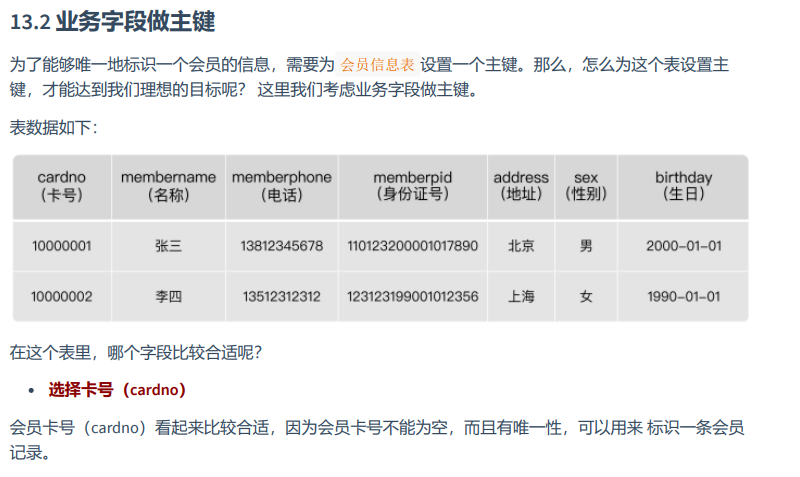 13.2 业务字段做主键
为了能够唯一地标识一个会员的信息，需要为 会员信息表 设置一个主键。那么，怎么为这个表设置主
键，才能达到我们理想的目标呢？ 这里我们考虑业务字段做主键。
表数据如下：
cardno membername memberphone memberpid address sex birthday
（卡号） （名称） （电话） （身份证号） （地址） （性别） （生日）
10000001 张三 13812345678 110123200001017890 北京 男 2000-01-01
10000002 李四 13512312312 123123199001012356 上海 女 1990-01-01
在这个表里，哪个字段比较合适呢？
• 选择卡号（cardno）
会员卡号（cardno）看起来比较合适，因为会员卡号不能为空，而且有唯一性，可以用来 标识一条会员
记录。